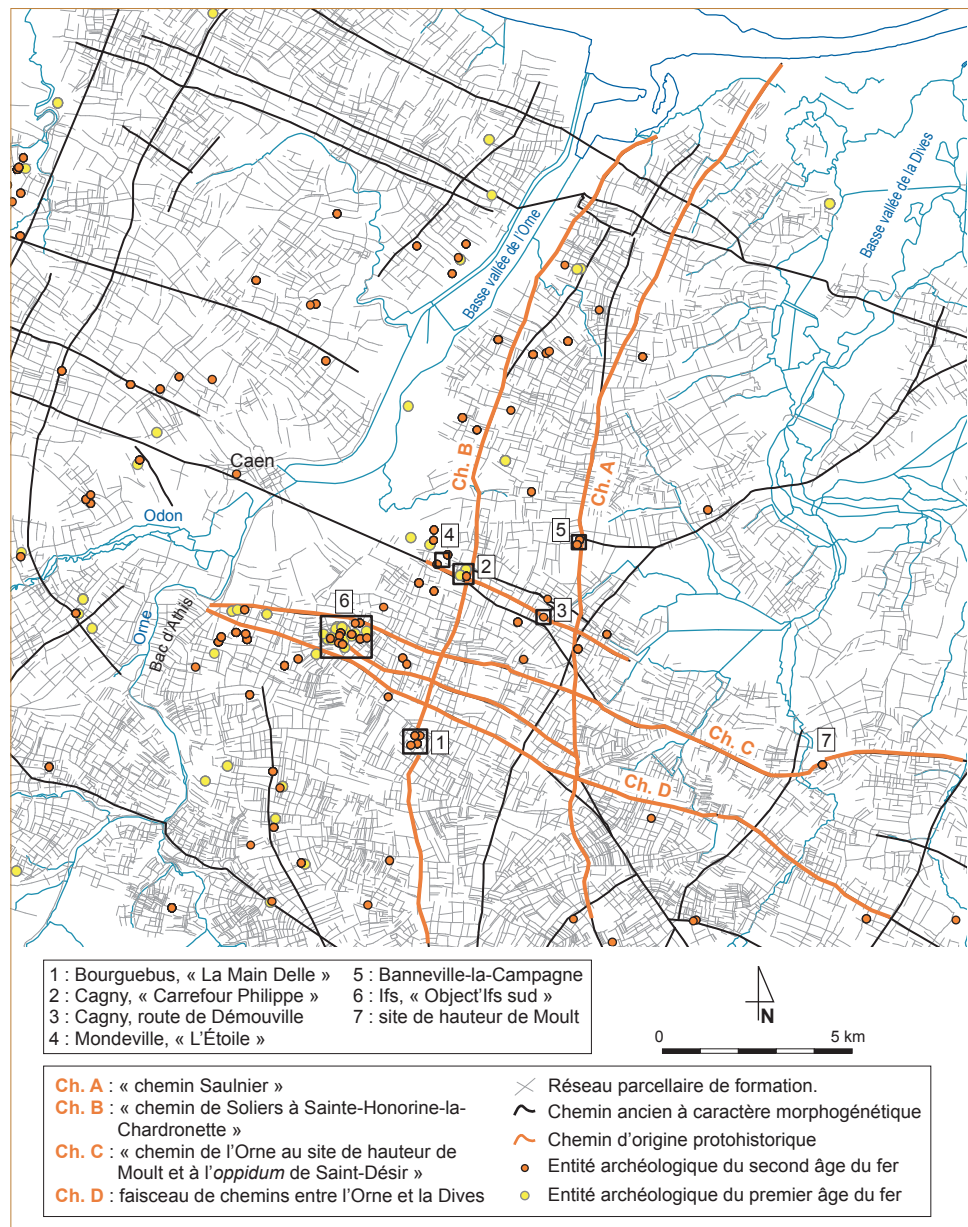 Basse vallée de la Dives
Basse vallée de l'Orne
Ch. B
Ch. A
Caen
Odon
4
5
2
6
3
Orne
Bac d'Athis
1
Ch. C
7
Ch. D
1 : Bourguebus, « La Main Delle »
2 : Cagny, « Carrefour Philippe »
3 : Cagny, route de Démouville
4 : Mondeville, « L'Étoile »
5 : Banneville-la-Campagne
6 : Ifs, « Object'Ifs sud »
7 : site de hauteur de Moult
N
0 5 km
Ch. A : « chemin Saulnier »
Ch. B : « chemin de Soliers à Sainte-Honorine-la-
Chardronette »
Ch. C : « chemin de l'Orne au site de hauteur de
Moult et à l'oppidum de Saint-Désir »
Ch. D : faisceau de chemins entre l'Orne et la Dives
Réseau parcellaire de formation.
Chemin ancien à caractère morphogénétique
Chemin d'origine protohistorique
Entité archéologique du second âge du fer
Entité archéologique du premier âge du fer